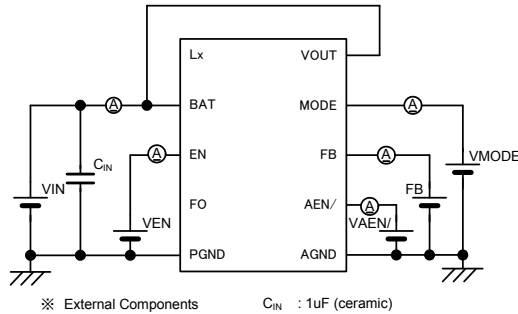 Lx
VOUT
A
BAT
MODE
A
CIN
A
EN
FB
A
VMODE
VIN
FO
AEN/
A
FB
VEN
VAEN/
PGND
AGND
※ External Components CIN : 1uF (ceramic)